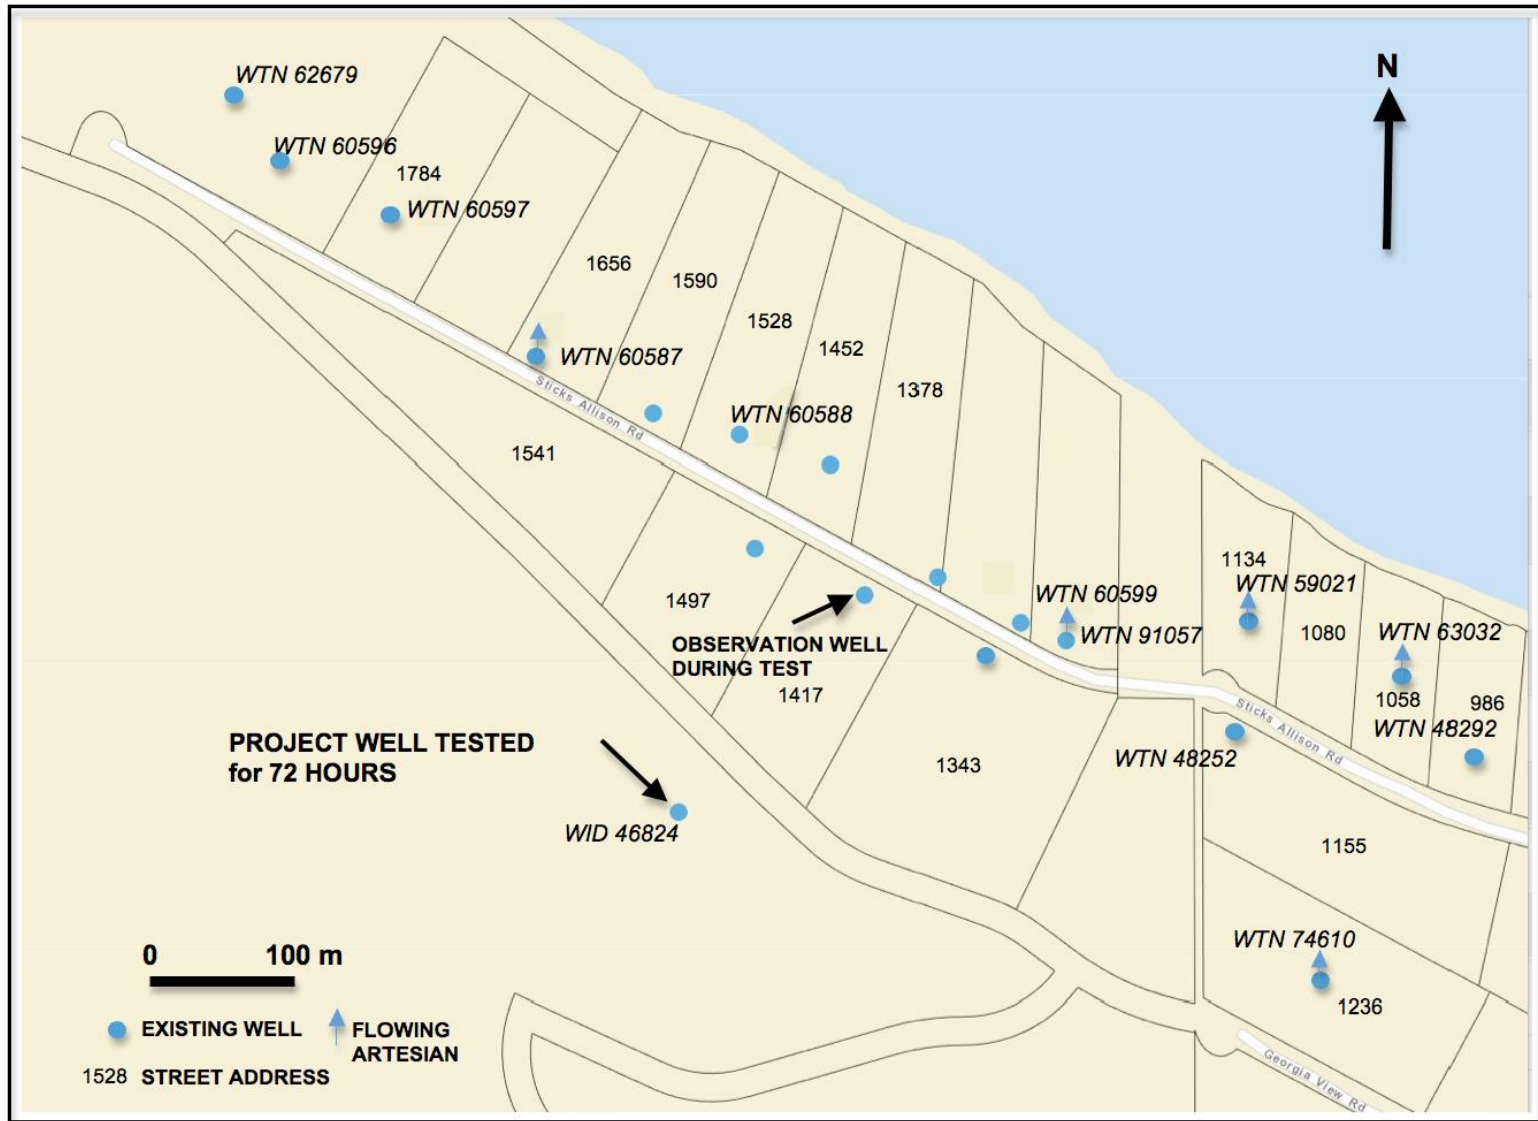 WTN 62679
N
WTN 60596
1784
WTN 60597
1656
1590
1528
1452
1378
WTN 60587
Sticks Allison Rd
WTN 60588
1541
1134
WTN 59021
WTN 60599
1497
1080
WTN 63032
WTN 91057
OBSERVATION WELL
DURING TEST
1417
1058
986
Sticks Allison Rd
WTN 48292
PROJECT WELL TESTED
for 72 HOURS
WTN 48252
1343
WID 46824
1155
WTN 74610
1236
0 100 m
EXISTING WELL
FLOWING
ARTESIAN
1528 STREET ADDRESS
Georgia View Rd